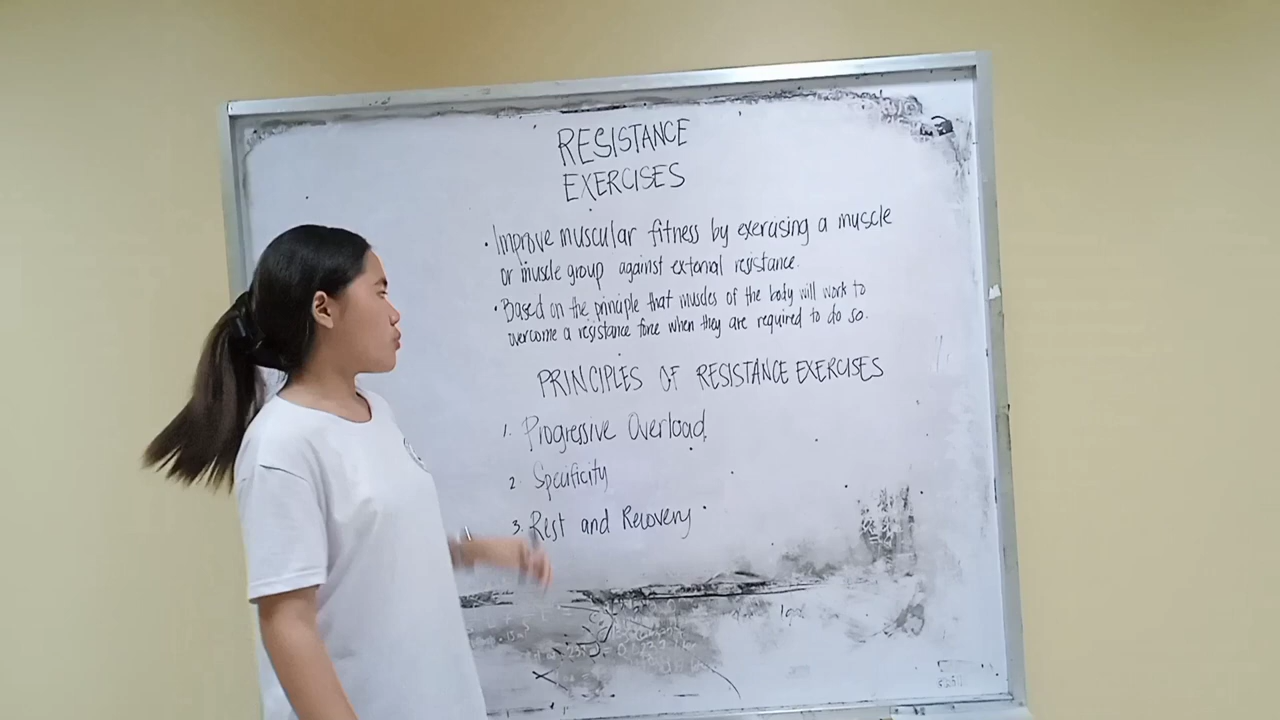 RESISTANCE
EXERCISES
• Improve muscular fitness by exercising a muscle
or muscle group against external resistance.
• Based on the principle that muscles of the body will work to
overcome a resistance force when they are required to do so.
PRINCIPLES OF RESISTANCE EXERCISES
1. Progressive Overload
2. Specificity
3. Rest and Recovery